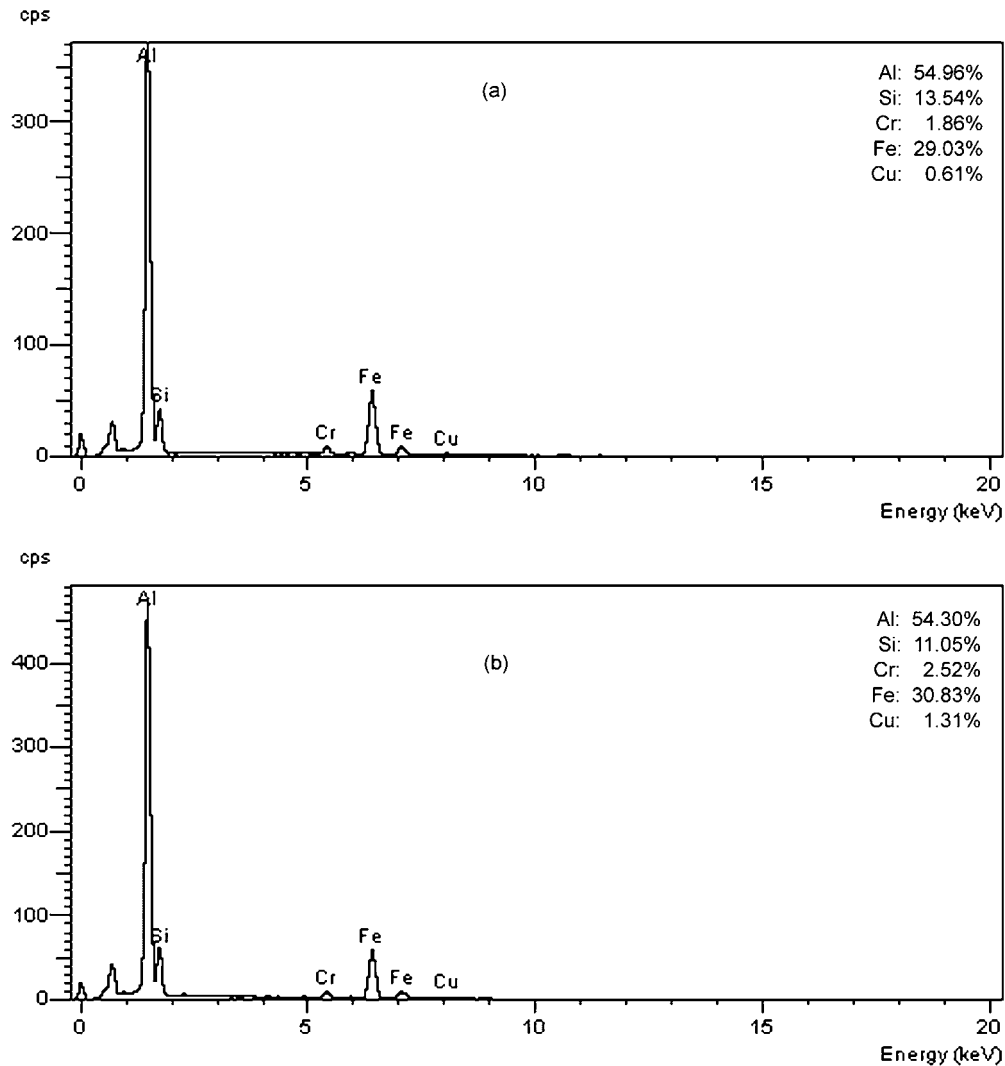 cps
Al
(a)
Al: 54.96%
Si: 13.54%
Cr: 1.86%
Fe: 29.03%
Cu: 0.61%
300
200
100
Si
Fe
Cr
Fe
Cu
0
0
5
10
15
20
Energy (keV)
cps
Al
(b)
Al: 54.30%
Si: 11.05%
Cr: 2.52%
Fe: 30.83%
Cu: 1.31%
400
300
200
100
Si
Fe
Cr
Fe
Cu
0
0
5
10
15
20
Energy (keV)